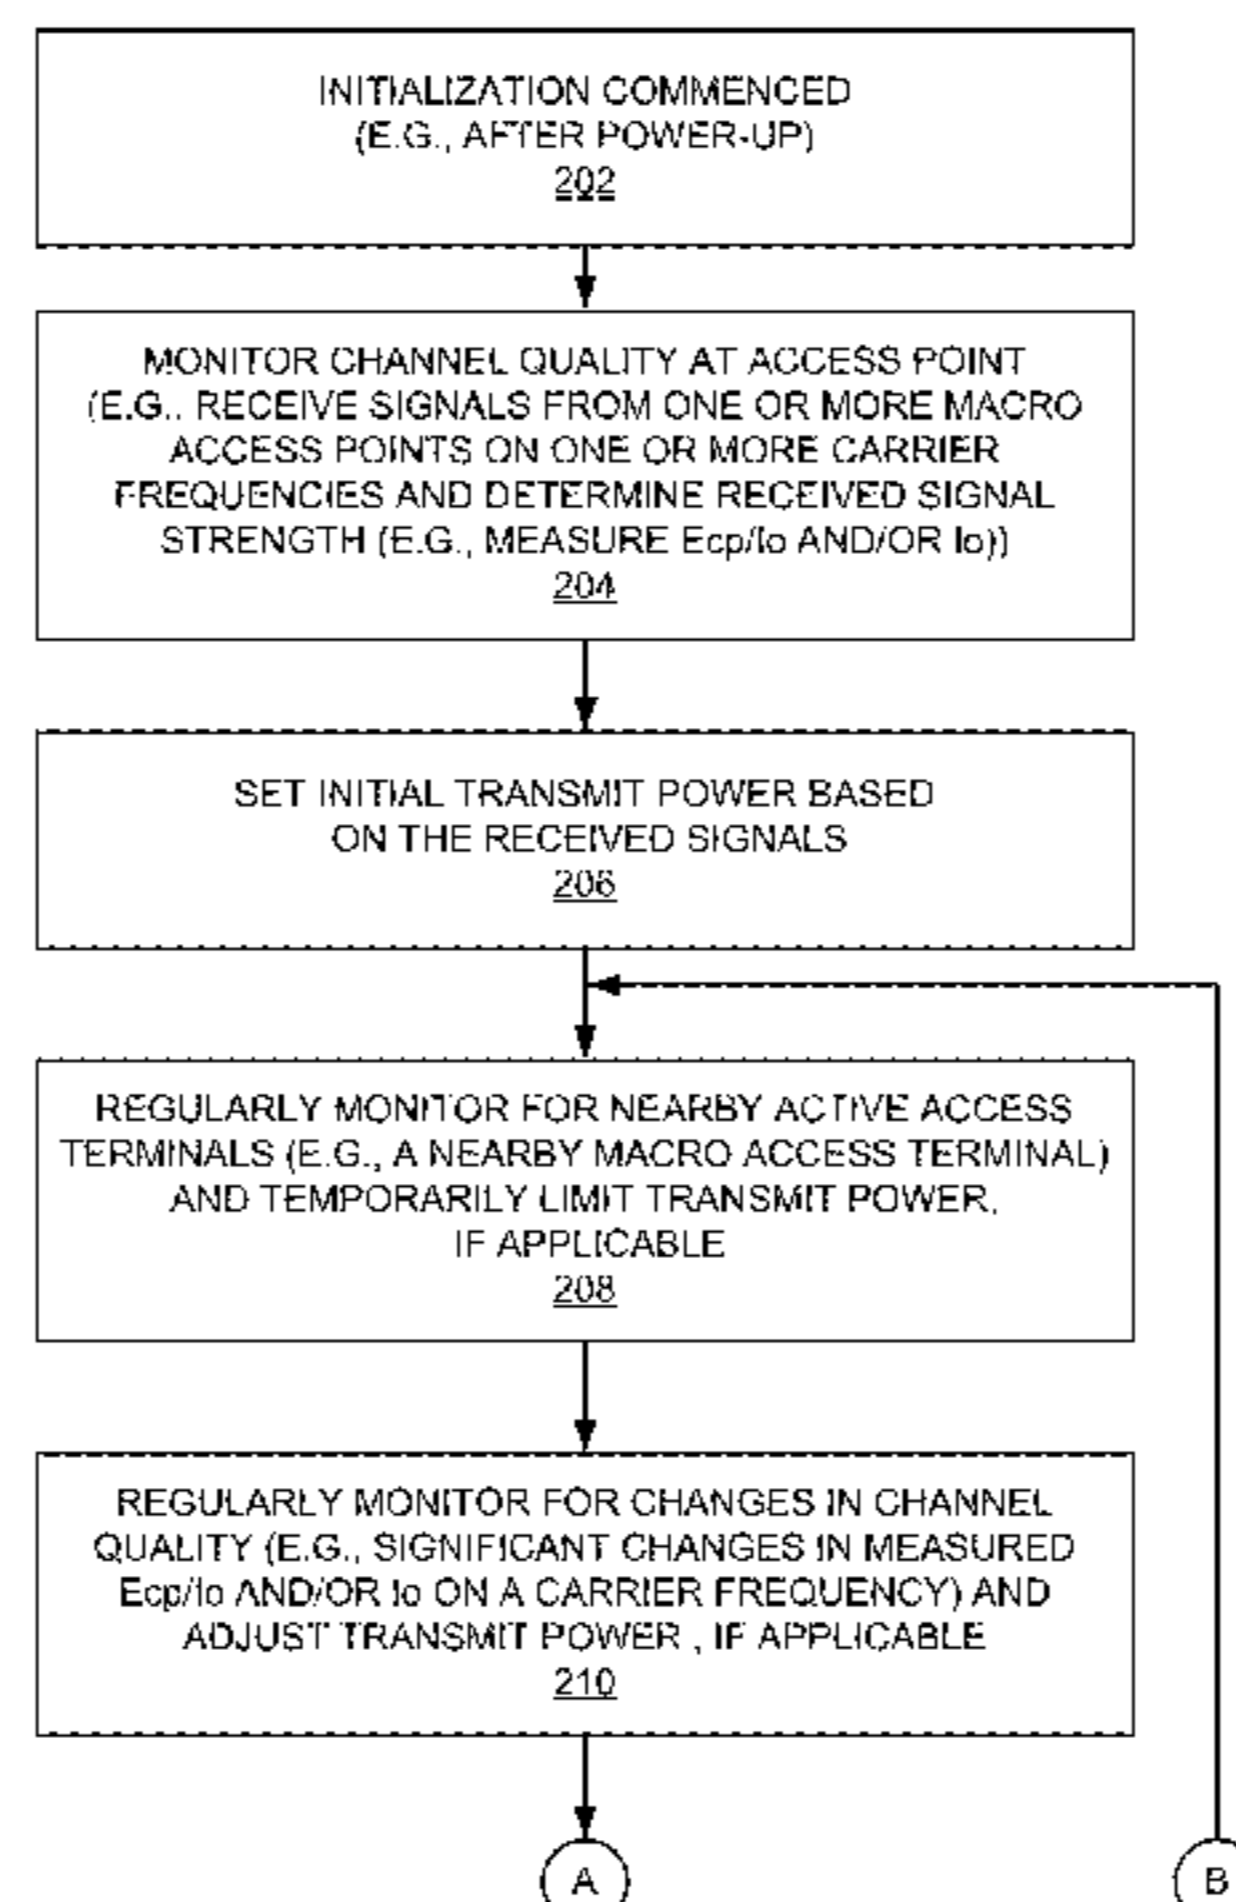 INITIALIZATION COMMENCED
(E.G., AFTER POWER-UP)
202
MONITOR CHANNEL QUALITY AT ACCESS POINT
(E.G., RECEIVE SIGNALS FROM ONE OR MORE MACRO
ACCESS POINTS ON ONE OR MORE CARRIER
FREQUENCIES AND DETERMINE RECEIVED SIGNAL
STRENGTH (E.G., MEASURE Ecp/Io AND/OR Io))
204
SET INITIAL TRANSMIT POWER BASED
ON THE RECEIVED SIGNALS
206
REGULARLY MONITOR FOR NEARBY ACTIVE ACCESS
TERMINALS (E.G., A NEARBY MACRO ACCESS TERMINAL)
AND TEMPORARILY LIMIT TRANSMIT POWER,
IF APPLICABLE
208
REGULARLY MONITOR FOR CHANGES IN CHANNEL
QUALITY (E.G., SIGNIFICANT CHANGES IN MEASURED
Ecp/Io AND/OR Io ON A CARRIER FREQUENCY) AND
ADJUST TRANSMIT POWER , IF APPLICABLE
210
A
B